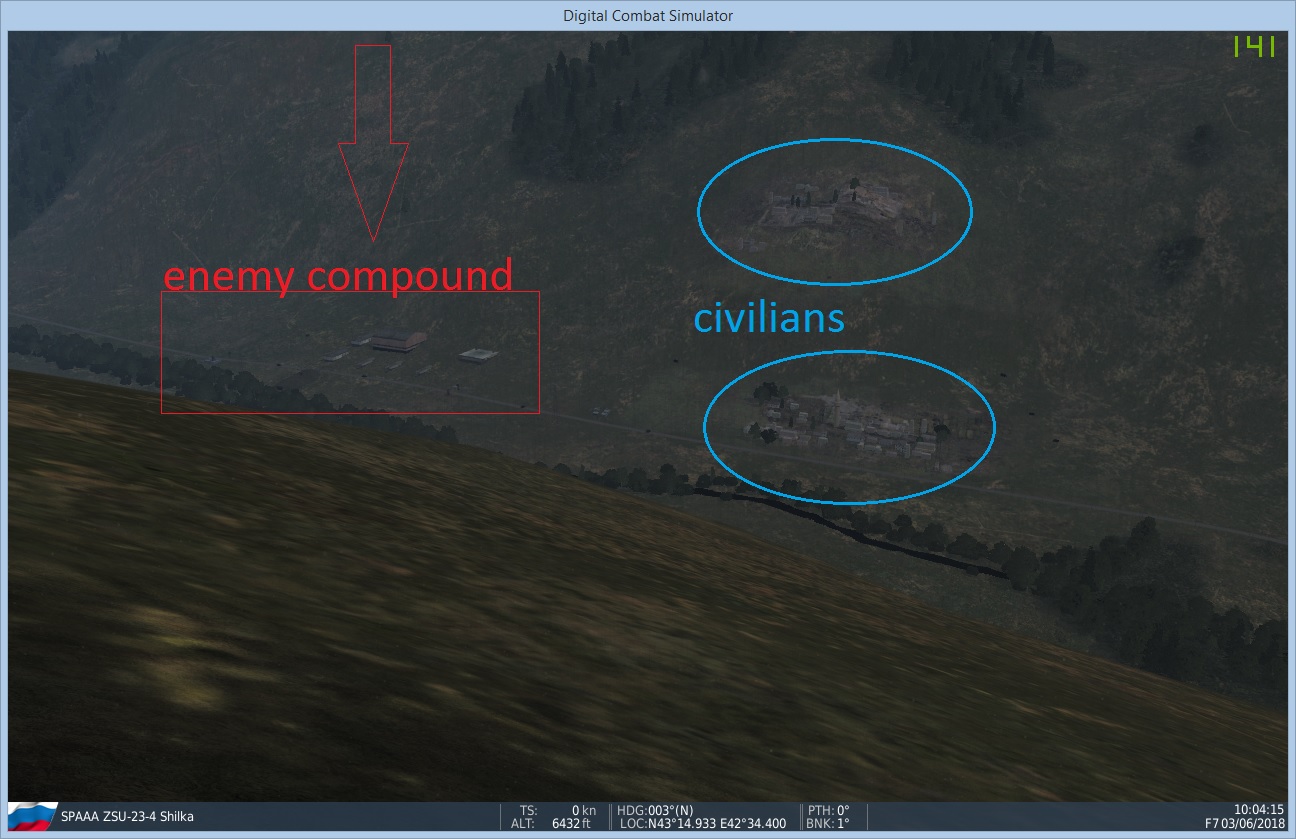 Digital Combat Simulator
141
enemy compound
civilians
SPAAA ZSU-23-4 Shilka
TS: 0 kn
ALT: 6432 ft
HDG:003°(N)
LOC:N43°14.933 E42°34.400
PTH: 0°
BNK: 1°
10:04:15
F7 03/06/2018